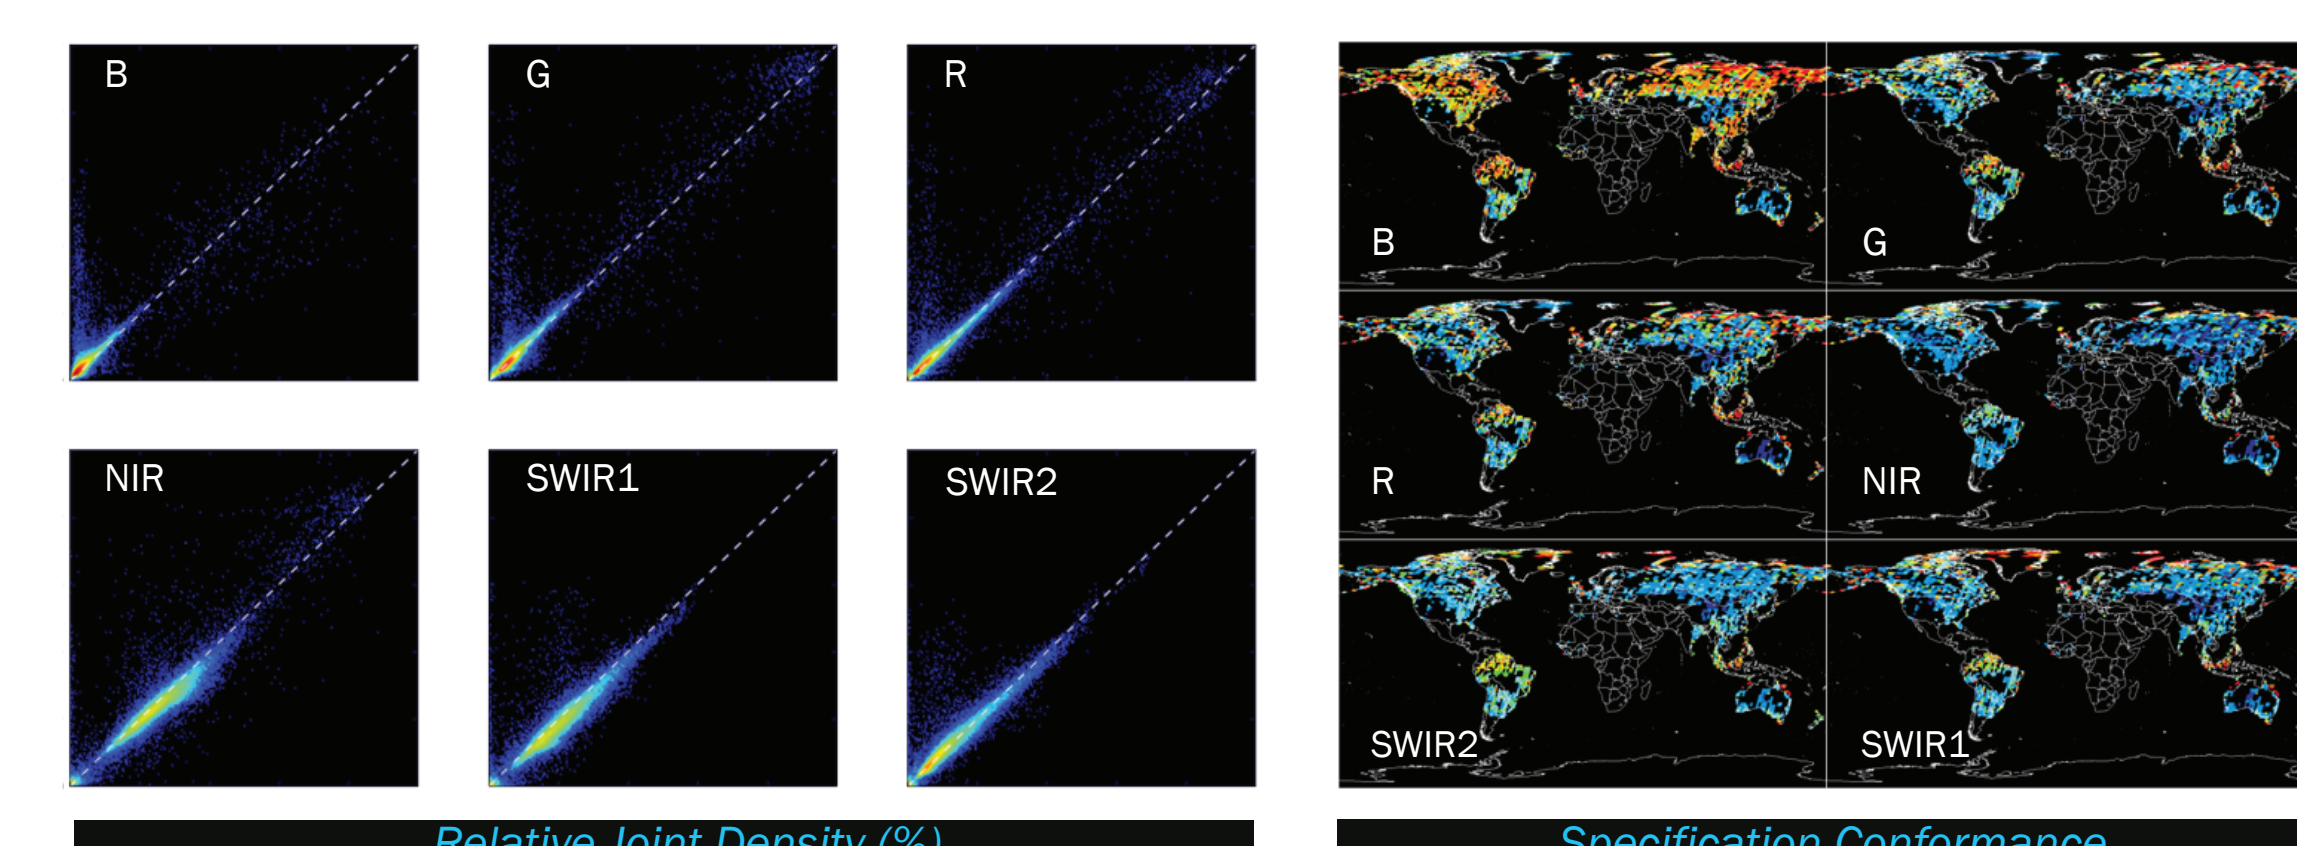 B
G
R
NIR
SWIR1
SWIR2
Relative Joint Density (%)
B
G
R
NIR
SWIR2
SWIR1
Specification Conformance